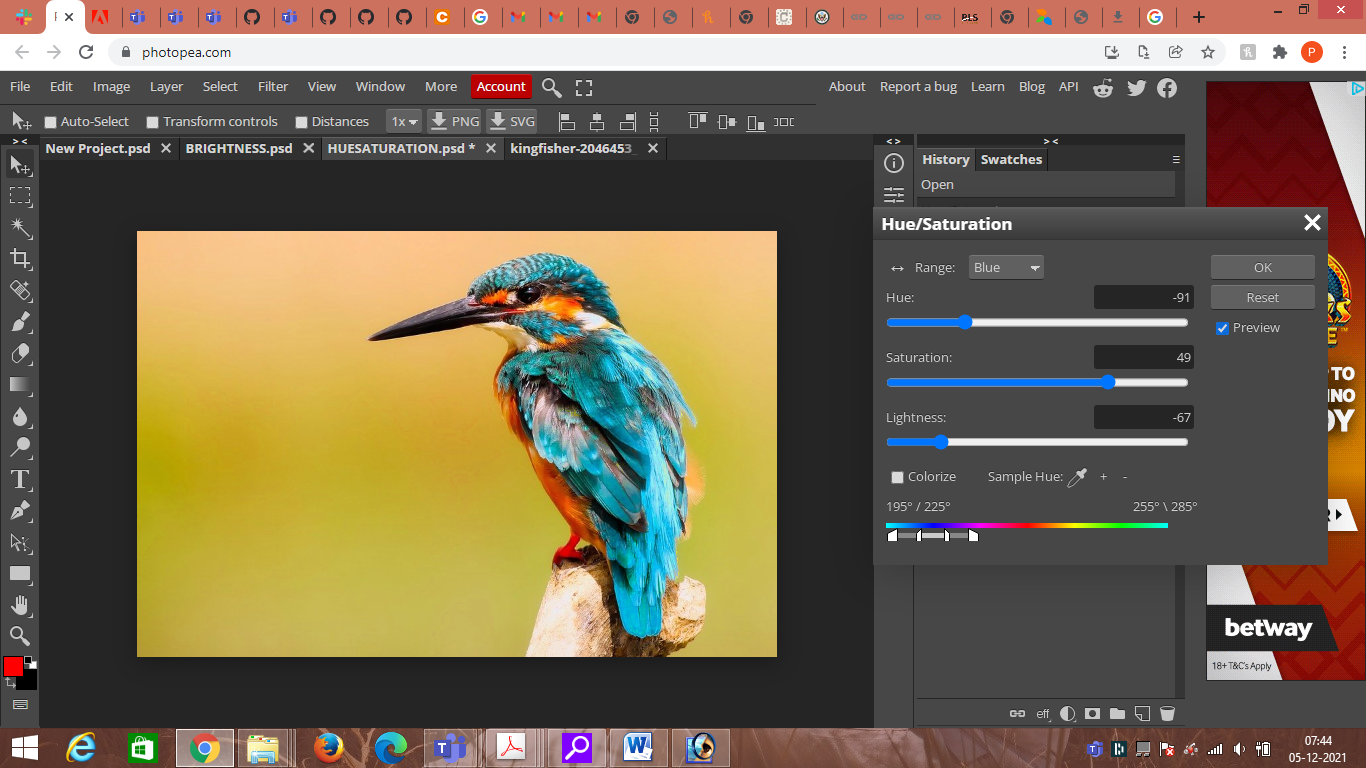 photopea.com
P
File Edit Image Layer Select Filter View Window More Account
About Report a bug Learn Blog API
Auto-Select Transform controls Distances 1x PNG SVG
New Project.psd BRIGHTNESS.psd HUESATURATION.psd * kingfisher-2046453_
History Swatches
Open
Hue/Saturation
Range: Blue OK
Hue: -91 Reset
Preview
Saturation: 49
Lightness: -67
Colorize Sample Hue: + -
195° / 225° 255° \ 285°
eff
betway
18+ T&C's Apply
07:44
05-12-2021